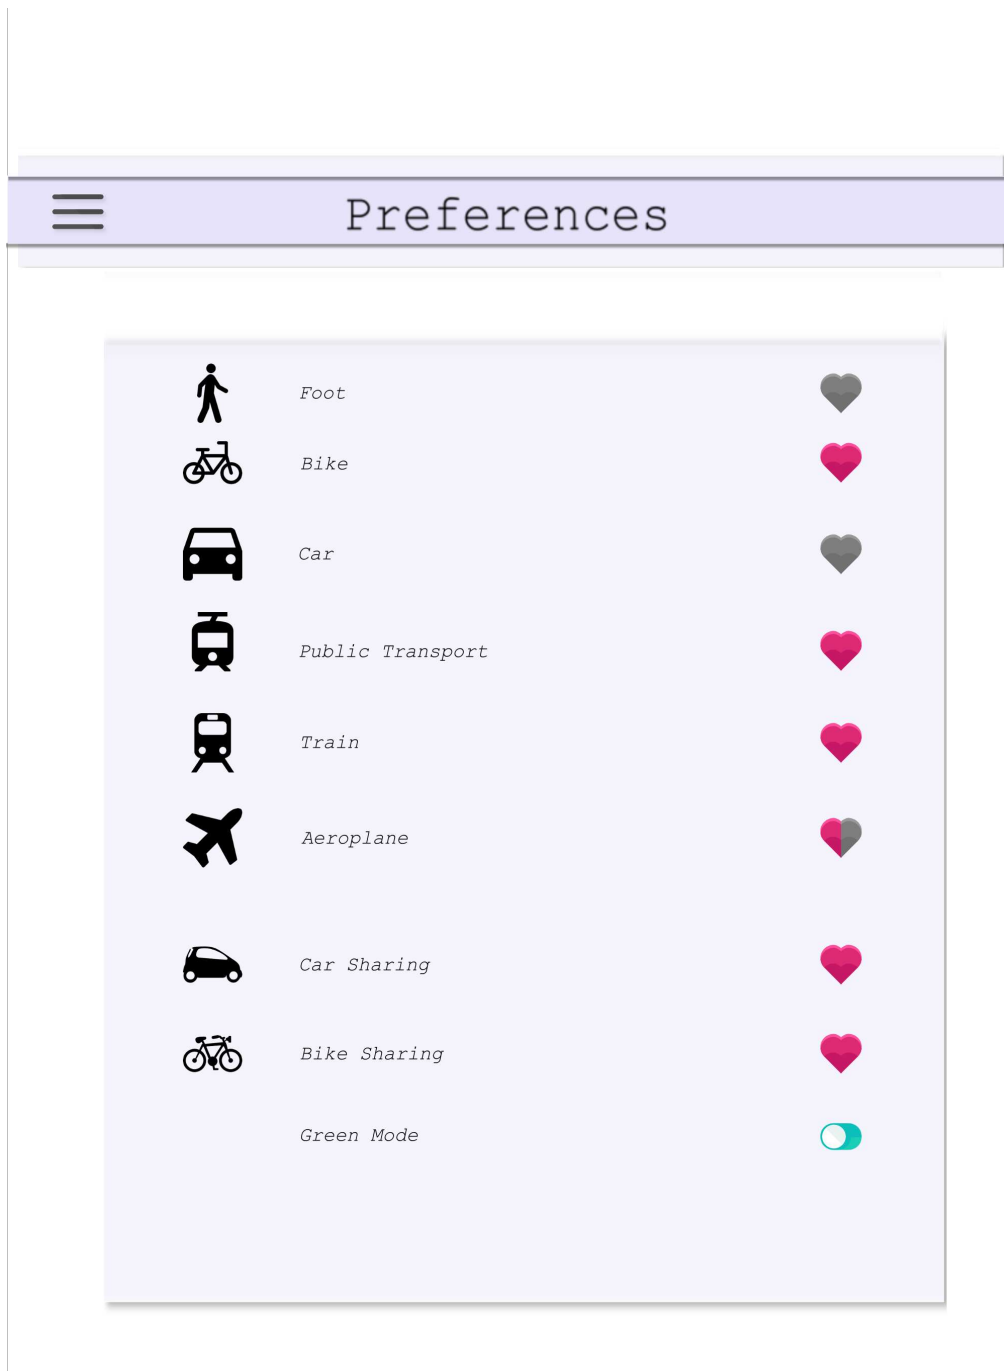 Preferences
Foot
Bike
Car
Public Transport
Train
Aeroplane
Car Sharing
Bike Sharing
Green Mode